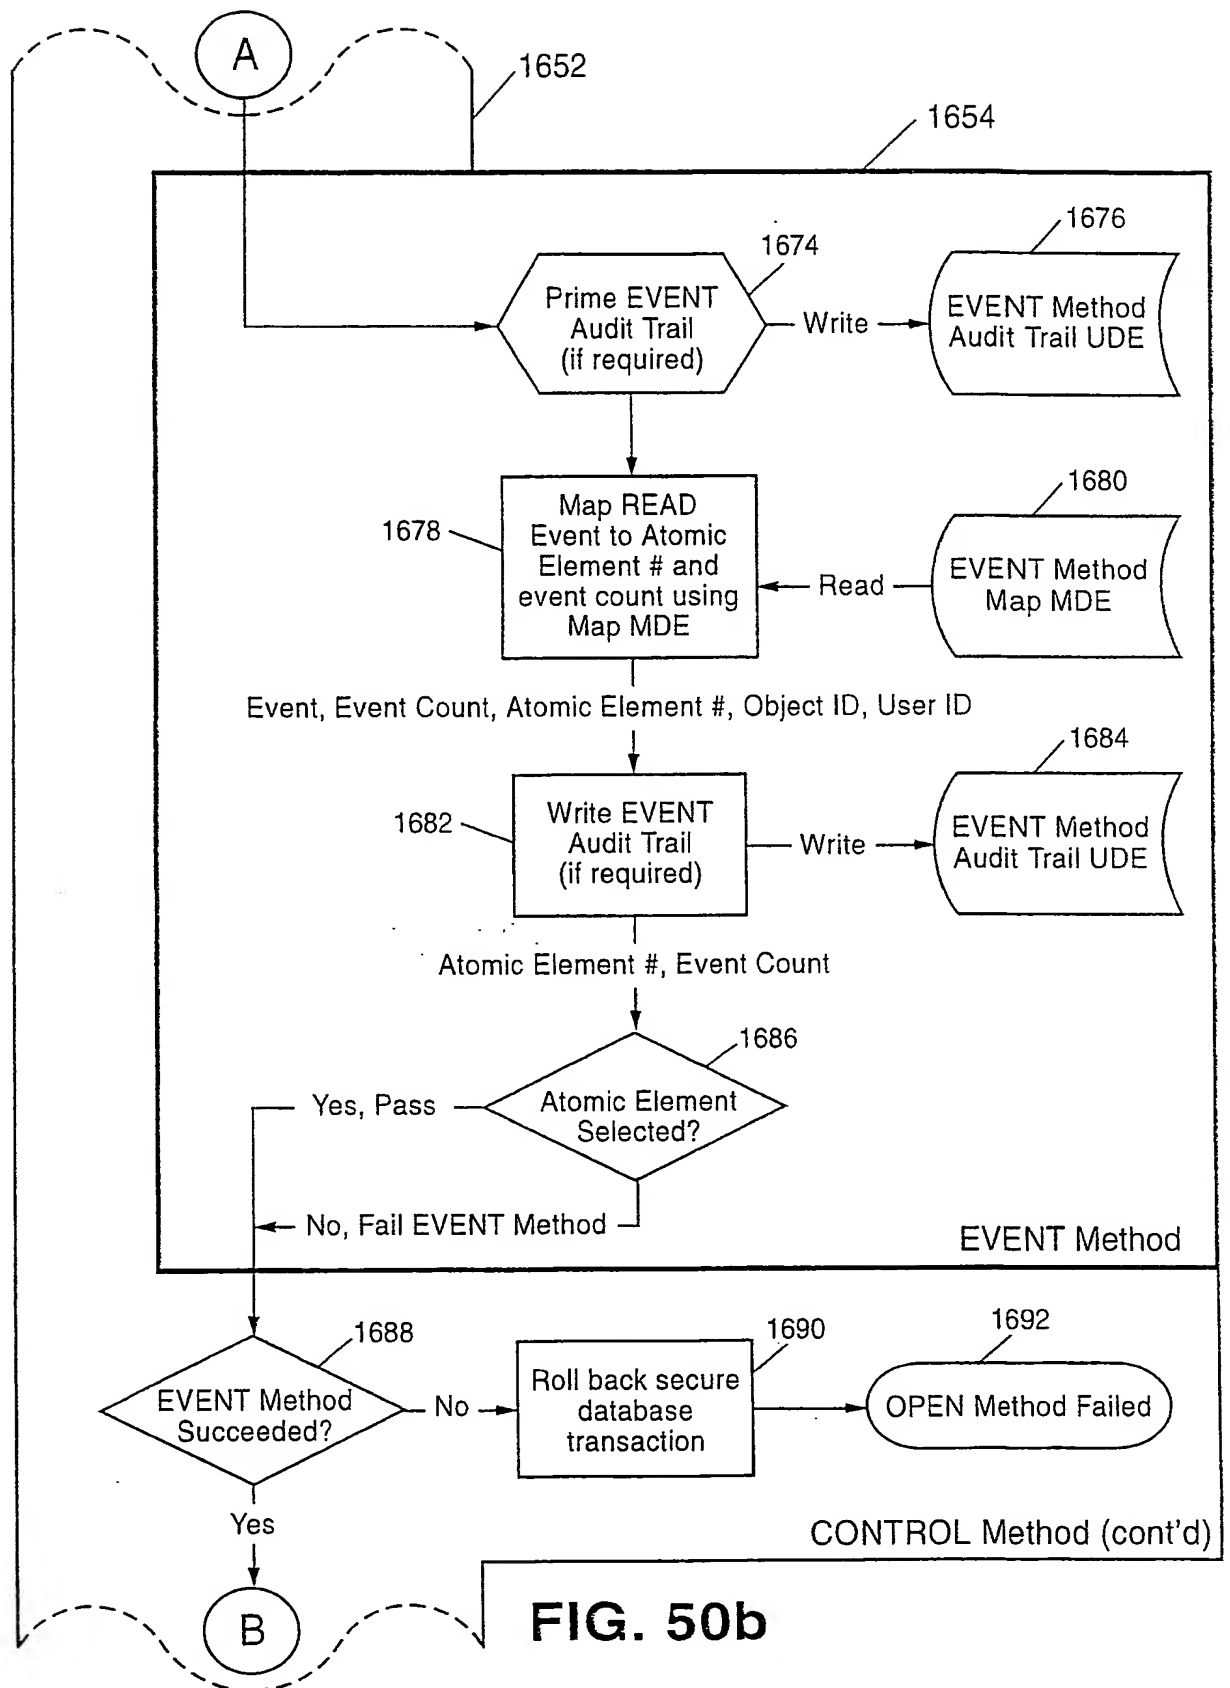 A
1652
1654
1674
1676
Prime EVENT
Audit Trail
(if required)
Write
EVENT Method
Audit Trail UDE
1678
Map READ
Event to Atomic
Element # and
event count using
Map MDE
Read
1680
EVENT Method
Map MDE
Event, Event Count, Atomic Element #, Object ID, User ID
1682
Write EVENT
Audit Trail
(if required)
Write
1684
EVENT Method
Audit Trail UDE
Atomic Element #, Event Count
1686
Atomic Element
Selected?
Yes, Pass
No, Fail EVENT Method
EVENT Method
1688
EVENT Method
Succeeded?
No
1690
Roll back secure
database
transaction
1692
OPEN Method Failed
Yes
CONTROL Method (cont'd)
B
FIG. 50b